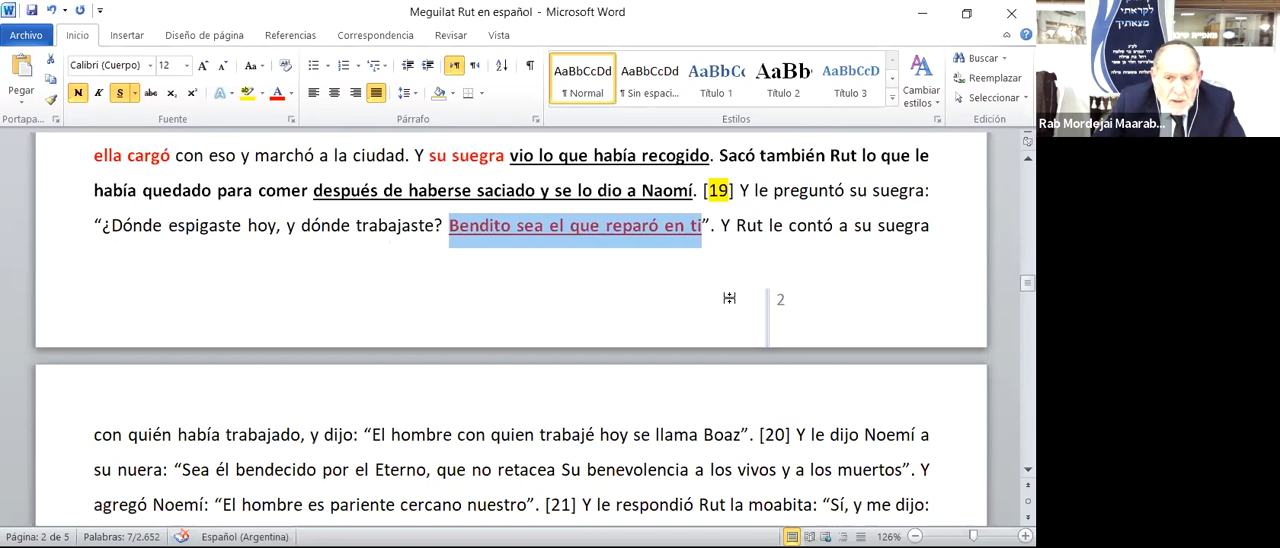 Meguilat Rut en español - Microsoft Word
Archivo Inicio Insertar Diseño de página Referencias Correspondencia Revisar Vista
Calibri (Cuerpo) 12
Pegar
N K S abc x₂ x²
AaBbCcDd AaBbCcDd AaBbCc AaBb AaBbCcD
¶ Normal ¶ Sin espaci... Título 1 Título 2 Título 3
Cambiar estilos
Buscar
Reemplazar
Seleccionar
Portapa... Fuente Párrafo Estilos Edición
לקראתי
מצאתיך
Rab Mordejai Maarab...
ella cargó con eso y marchó a la ciudad. Y su suegra vio lo que había recogido. Sacó también Rut lo que le
había quedado para comer después de haberse saciado y se lo dio a Naomí. [19] Y le preguntó su suegra:
“¿Dónde espigaste hoy, y dónde trabajaste? Bendito sea el que reparó en ti”. Y Rut le contó a su suegra
2
con quién había trabajado, y dijo: “El hombre con quien trabajé hoy se llama Boaz”. [20] Y le dijo Noemí a
su nuera: “Sea él bendecido por el Eterno, que no retacea Su benevolencia a los vivos y a los muertos”. Y
agregó Noemí: “El hombre es pariente cercano nuestro”. [21] Y le respondió Rut la moabita: “Sí, y me dijo:
Página: 2 de 5 Palabras: 7/2.652 Español (Argentina) 126%